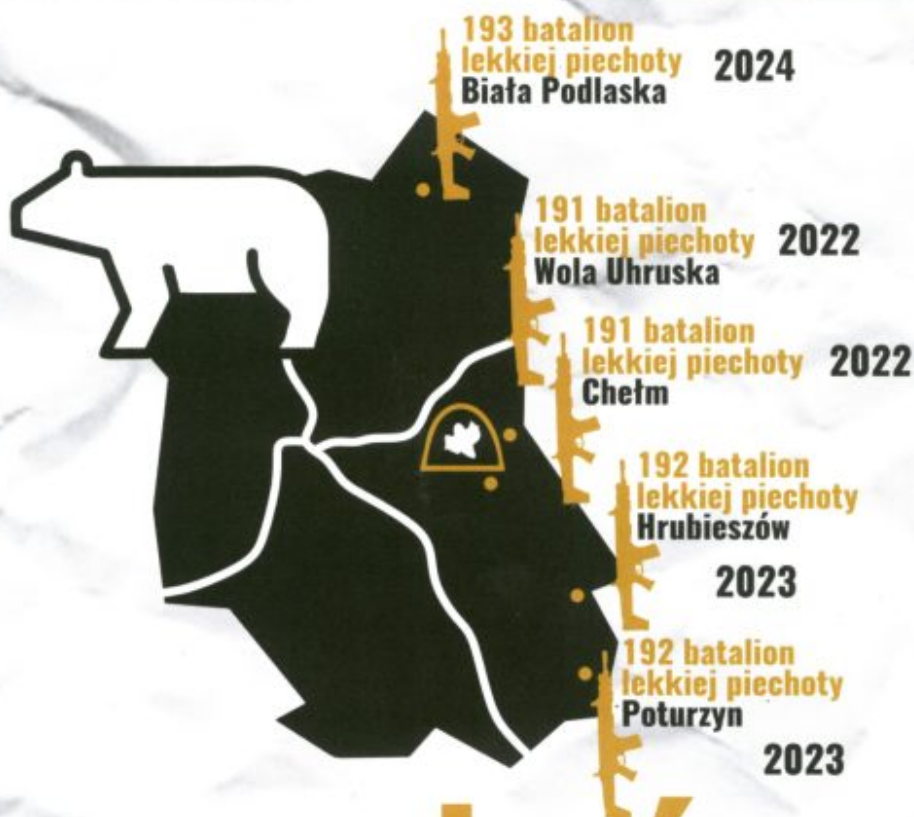 193 batalion
lekkiej piechoty
Biała Podlaska
2024
191 batalion
lekkiej piechoty
Wola Uhruska
2022
191 batalion
lekkiej piechoty
Chełm
2022
192 batalion
lekkiej piechoty
Hrubieszów
2023
192 batalion
lekkiej piechoty
Poturzyn
2023